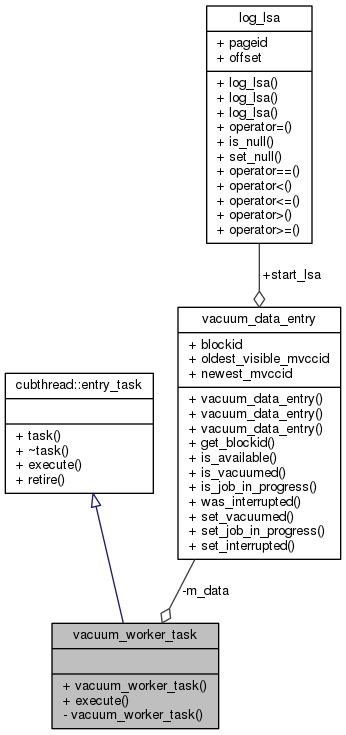 log_lsa
+ pageid
+ offset
+ log_lsa()
+ log_lsa()
+ log_lsa()
+ operator=()
+ is_null()
+ set_null()
+ operator==()
+ operator<()
+ operator<=()
+ operator>()
+ operator>=()
+start_lsa
vacuum_data_entry
+ blockid
+ oldest_visible_mvccid
+ newest_mvccid
+ vacuum_data_entry()
+ vacuum_data_entry()
+ vacuum_data_entry()
+ get_blockid()
+ is_available()
+ is_vacuumed()
+ is_job_in_progress()
+ was_interrupted()
+ set_vacuumed()
+ set_job_in_progress()
+ set_interrupted()
cubthread::entry_task
+ task()
+ ~task()
+ execute()
+ retire()
-m_data
vacuum_worker_task
+ vacuum_worker_task()
+ execute()
- vacuum_worker_task()